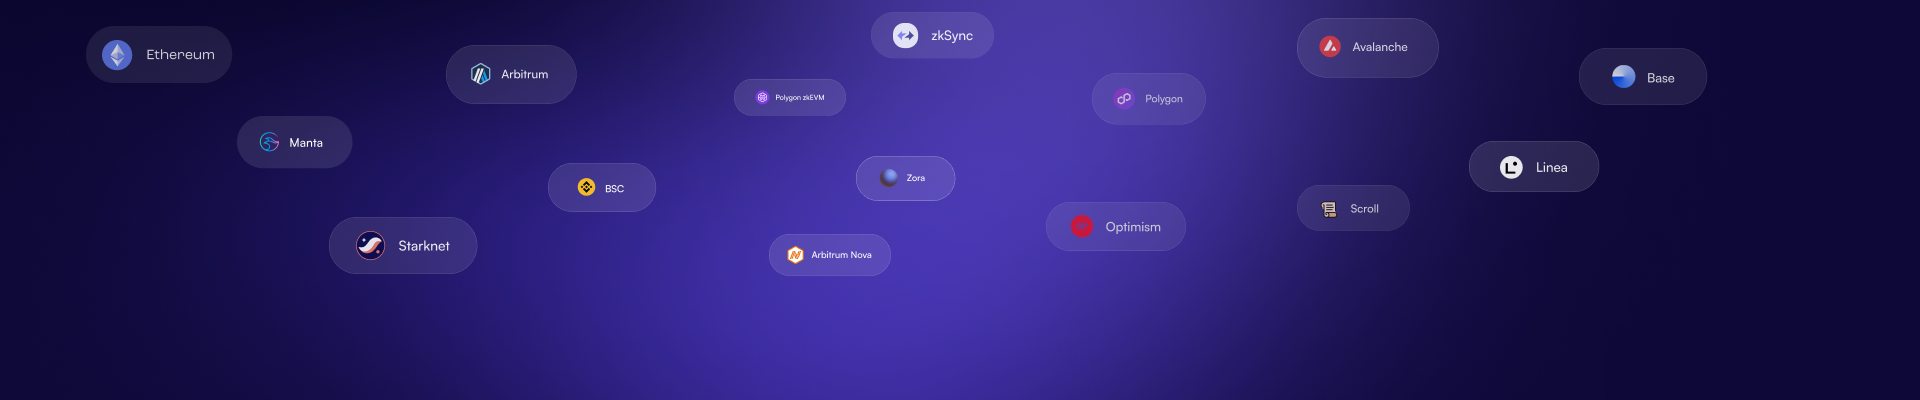 Ethereum
Arbitrum
zkSync
Avalanche
Base
Polygon zkEVM
Polygon
Manta
BSC
Zora
Linea
Scroll
Starknet
Arbitrum Nova
Optimism